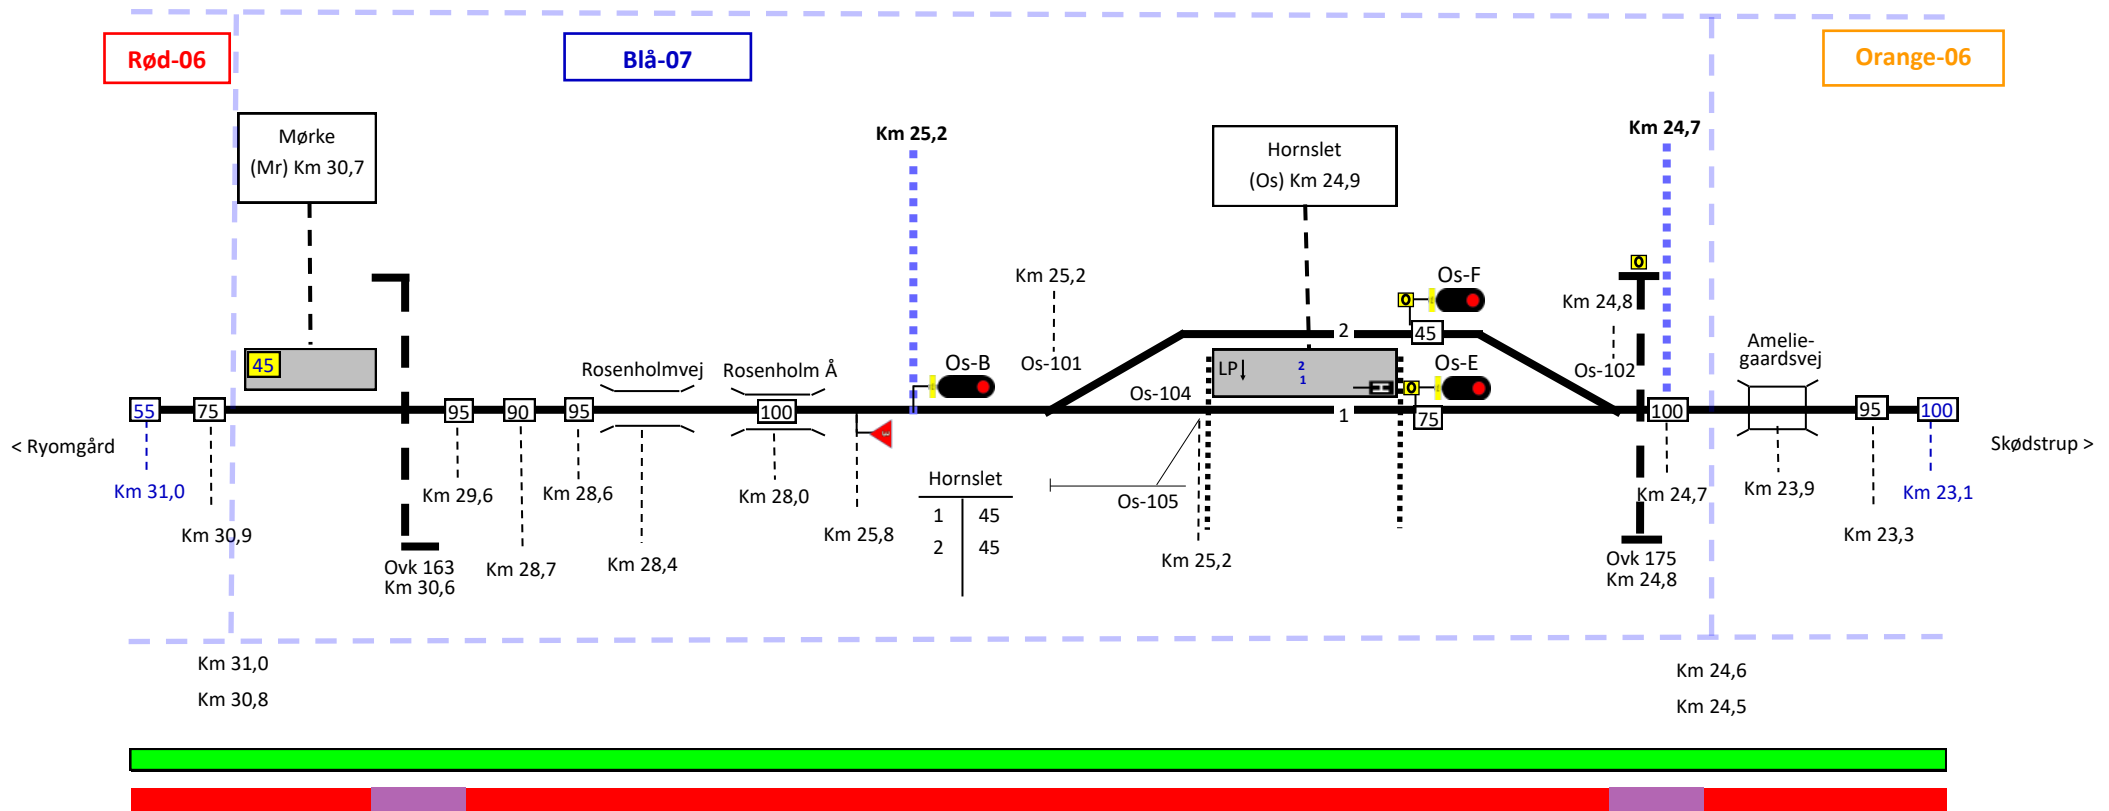 Rød-06
Blå-07
Orange-06
Mørke
(Mr) Km 30,7
Km 25,2
Hornslet
(Os) Km 24,9
Km 24,7
Km 25,2
Os-F
0
0
Km 24,8
2
45
Os-101
Os-102
Amelie-
gaardsvej
45
Rosenholmvej
Rosenholm Å
Os-B
LP
2
1
Os-E
0
Os-104
55
75
95
90
95
100
1
75
100
95
100
< Ryomgård
Skødstrup >
3
Km 31,0
Km 29,6
Km 28,6
Km 28,0
Hornslet
Os-105
Km 24,7
Km 23,9
Km 23,1
1 45
2 45
Km 30,9
Km 25,8
Km 23,3
Ovk 163
Km 30,6
Km 28,7
Km 28,4
Km 25,2
Ovk 175
Km 24,8
Km 31,0
Km 30,8
Km 24,6
Km 24,5